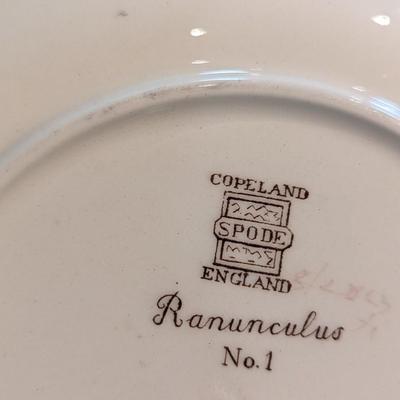 COPELAND
SPODE
ENGLAND
Ranunculus
No.1